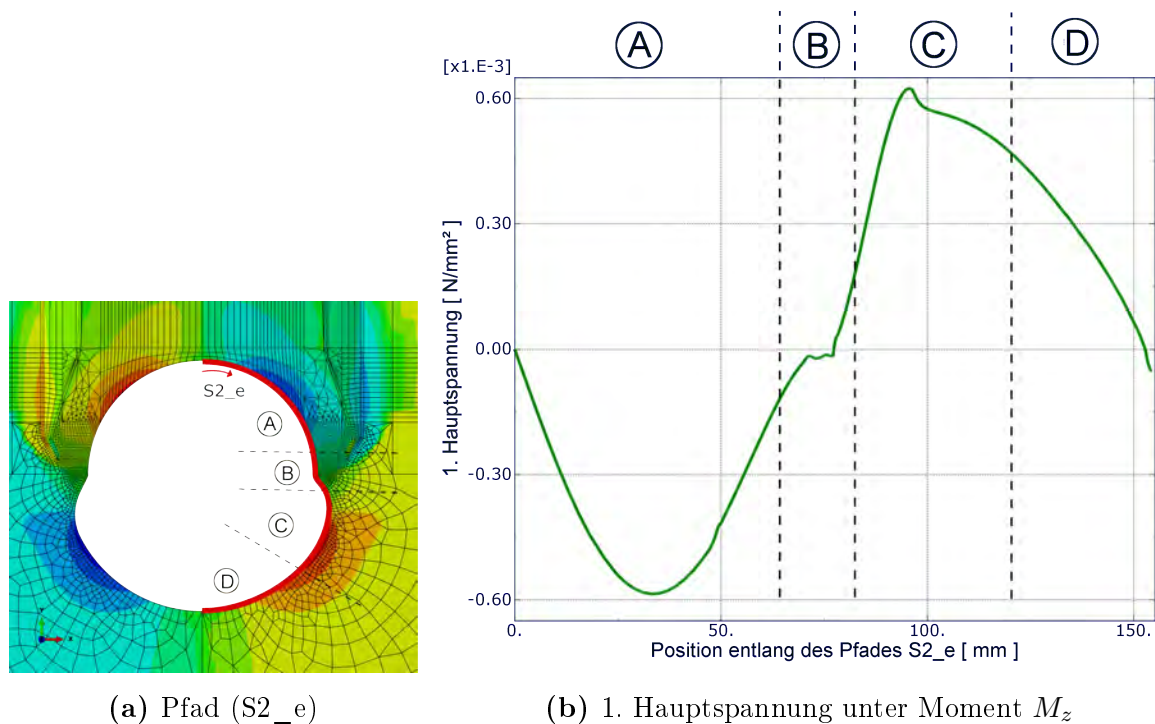 A B C D
[x1.E-3]
0.60
0.30
0.00
-0.30
-0.60
1. Hauptspannung [ N/mm² ]
0. 50. 100. 150.
Position entlang des Pfades S2_e [ mm ]
S2_e
A
B
C
D
Y
X
(a) Pfad (S2_e)
(b) 1. Hauptspannung unter Moment Mz